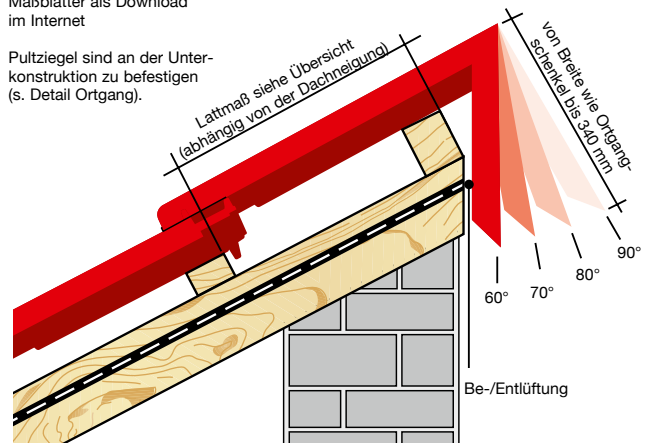 Maßblätter als Download
im Internet
Pultziegel sind an der Unter-
konstruktion zu befestigen
(s. Detail Ortgang).
Lattmaß siehe Übersicht
(abhängig von der Dachneigung)
von Breite wie Ortgang-
schenkel bis 340 mm
90°
80°
70°
60°
Be-/Entlüftung